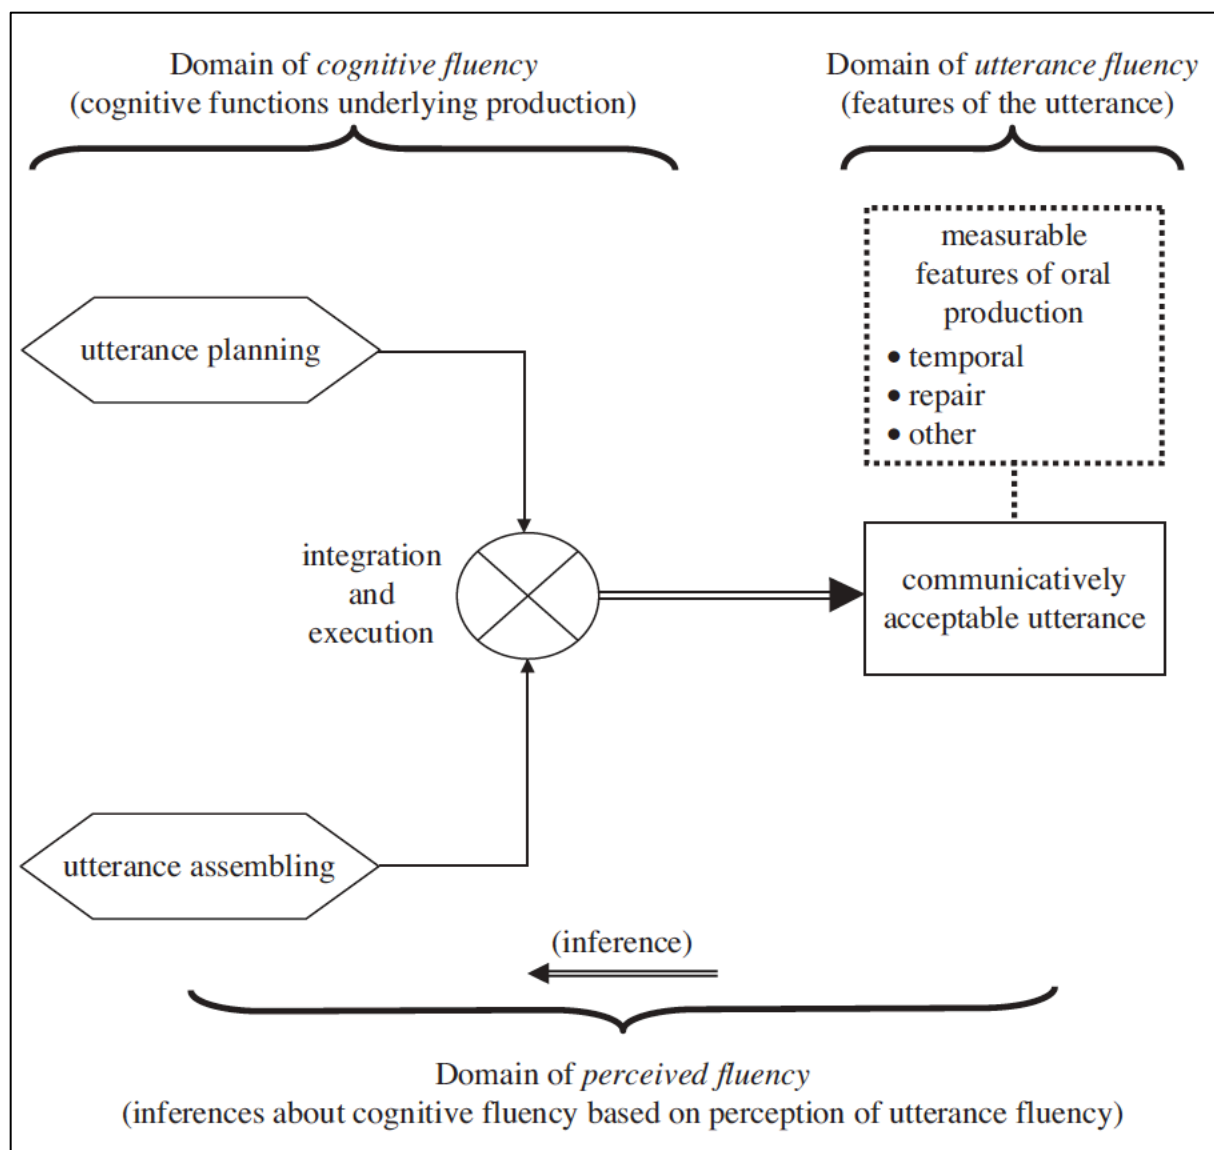 Domain of cognitive fluency
(cognitive functions underlying production)
Domain of utterance fluency
(features of the utterance)
measurable
features of oral
production
• temporal
• repair
• other
utterance planning
integration
and
execution
communicatively
acceptable utterance
utterance assembling
(inference)
Domain of perceived fluency
(inferences about cognitive fluency based on perception of utterance fluency)